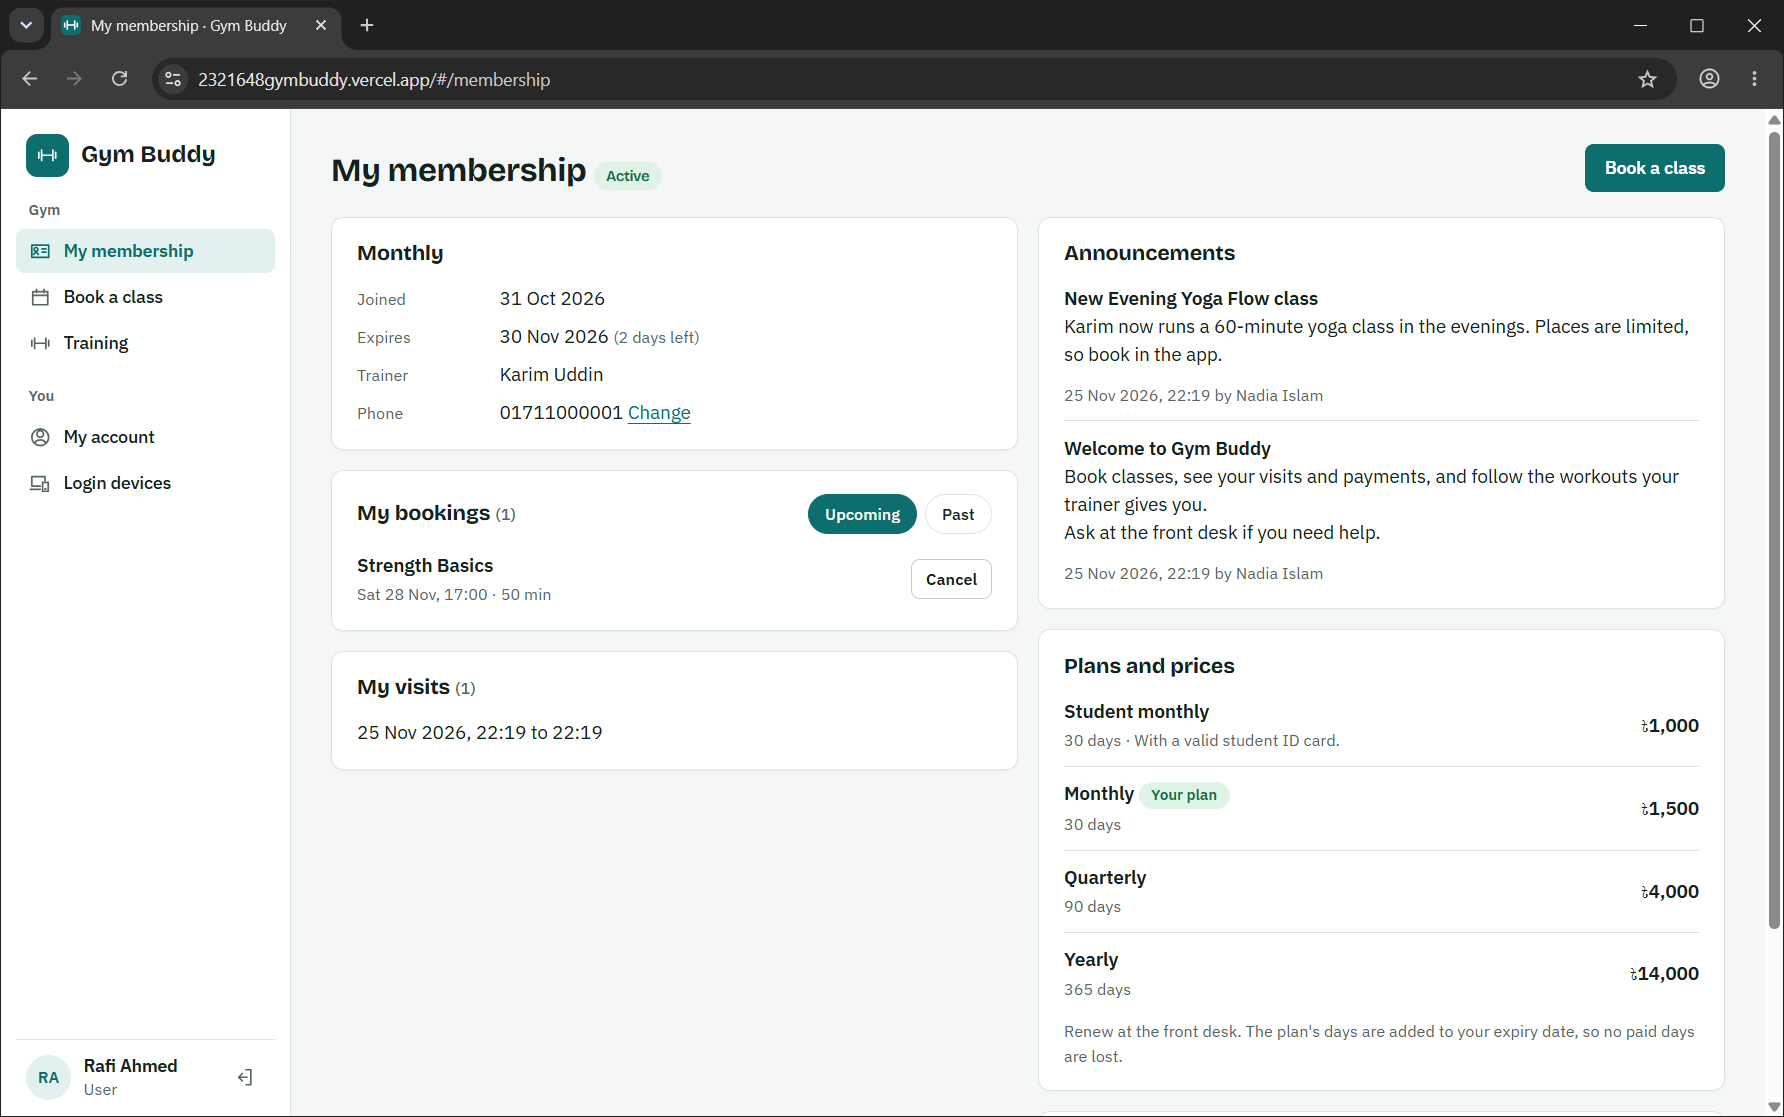 My membership · Gym Buddy
2321648gymbuddy.vercel.app/#/membership
Gym Buddy
Gym
My membership
Book a class
Training
You
My account
Login devices
RA
Rafi Ahmed
User
My membership Active
Book a class
Monthly
Joined 31 Oct 2026
Expires 30 Nov 2026 (2 days left)
Trainer Karim Uddin
Phone 01711000001 Change
My bookings (1)
Upcoming Past
Strength Basics
Sat 28 Nov, 17:00 · 50 min
Cancel
My visits (1)
25 Nov 2026, 22:19 to 22:19
Announcements
New Evening Yoga Flow class
Karim now runs a 60-minute yoga class in the evenings. Places are limited,
so book in the app.
25 Nov 2026, 22:19 by Nadia Islam
Welcome to Gym Buddy
Book classes, see your visits and payments, and follow the workouts your
trainer gives you.
Ask at the front desk if you need help.
25 Nov 2026, 22:19 by Nadia Islam
Plans and prices
Student monthly
30 days · With a valid student ID card.
৳1,000
Monthly Your plan
30 days
৳1,500
Quarterly
90 days
৳4,000
Yearly
365 days
৳14,000
Renew at the front desk. The plan's days are added to your expiry date, so no paid days
are lost.